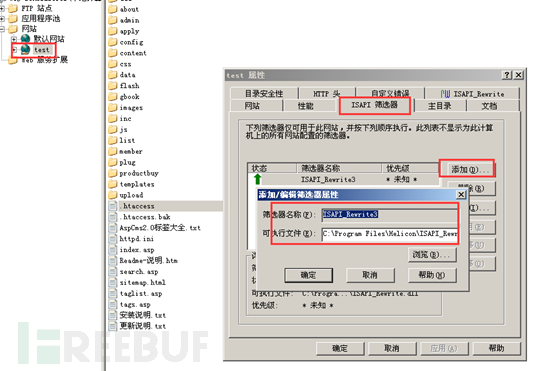 FTP 站点
应用程序池
网站
默认网站
test
Web 服务扩展
about
admin
apply
config
content
css
data
flash
gbook
images
inc
js
list
member
plug
productbuy
templates
upload
.htaccess
.htaccess.bak
AspCms2.0标签大全.txt
httpd.ini
index.asp
Readme-说明.htm
search.asp
sitemap.html
taglist.asp
tags.asp
安装说明.txt
更新说明.txt
test 属性
目录安全性 HTTP 头 自定义错误 ISAPI_Rewrite
网站 性能 ISAPI 筛选器 主目录 文档
下列筛选器仅可用于此网站，并按下列顺序执行。此列表不显示为此计算
机上的所有网站配置的筛选器。
状态 筛选器名称 优先级
ISAPI_Rewrite3 * 未知 *
添加(D)...
添加/编辑筛选器属性
筛选器名称(F): ISAPI_Rewrite3
可执行文件(E): C:\Program Files\Helicon\ISAPI_Rew
浏览(B)...
确定 取消 帮助(H)
可执行文件: C:\Progra...\ISAPI_Rewrite.dll
优先级: * 未知 *
确定 取消 应用(A) 帮助
REEBUF